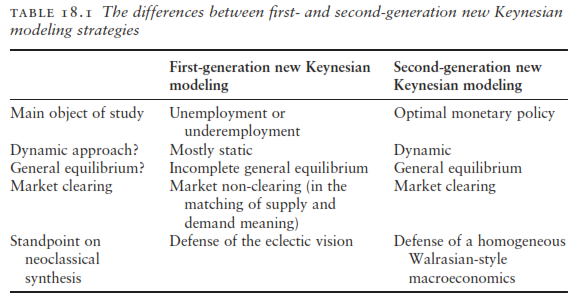 TABLE 18.1 The differences between first- and second-generation new Keynesian
modeling strategies
First-generation new Keynesian Second-generation new
modeling Keynesian modeling
Main object of study Unemployment or Optimal monetary policy
underemployment
Dynamic approach? Mostly static Dynamic
General equilibrium? Incomplete general equilibrium General equilibrium
Market clearing Market non-clearing (in the Market clearing
matching of supply and
demand meaning)
Standpoint on Defense of the eclectic vision Defense of a homogeneous
neoclassical Walrasian-style
synthesis macroeconomics